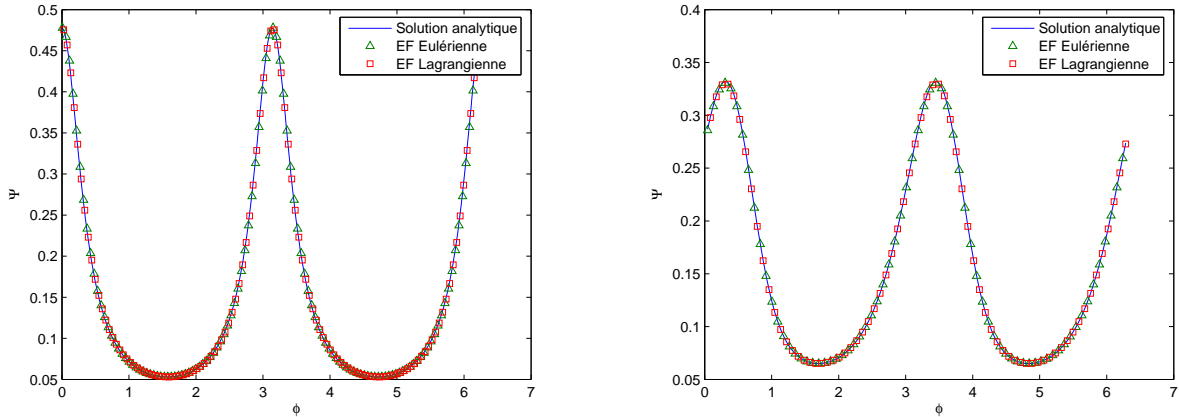 0.5
0.45
0.4
0.35
0.3
0.25
0.2
0.15
0.1
0.05
Ψ
0 1 2 3 4 5 6 7
ϕ
Solution analytique
EF Eulérienne
EF Lagrangienne
0.4
0.35
0.3
0.25
0.2
0.15
0.1
0.05
Ψ
0 1 2 3 4 5 6 7
ϕ
Solution analytique
EF Eulérienne
EF Lagrangienne